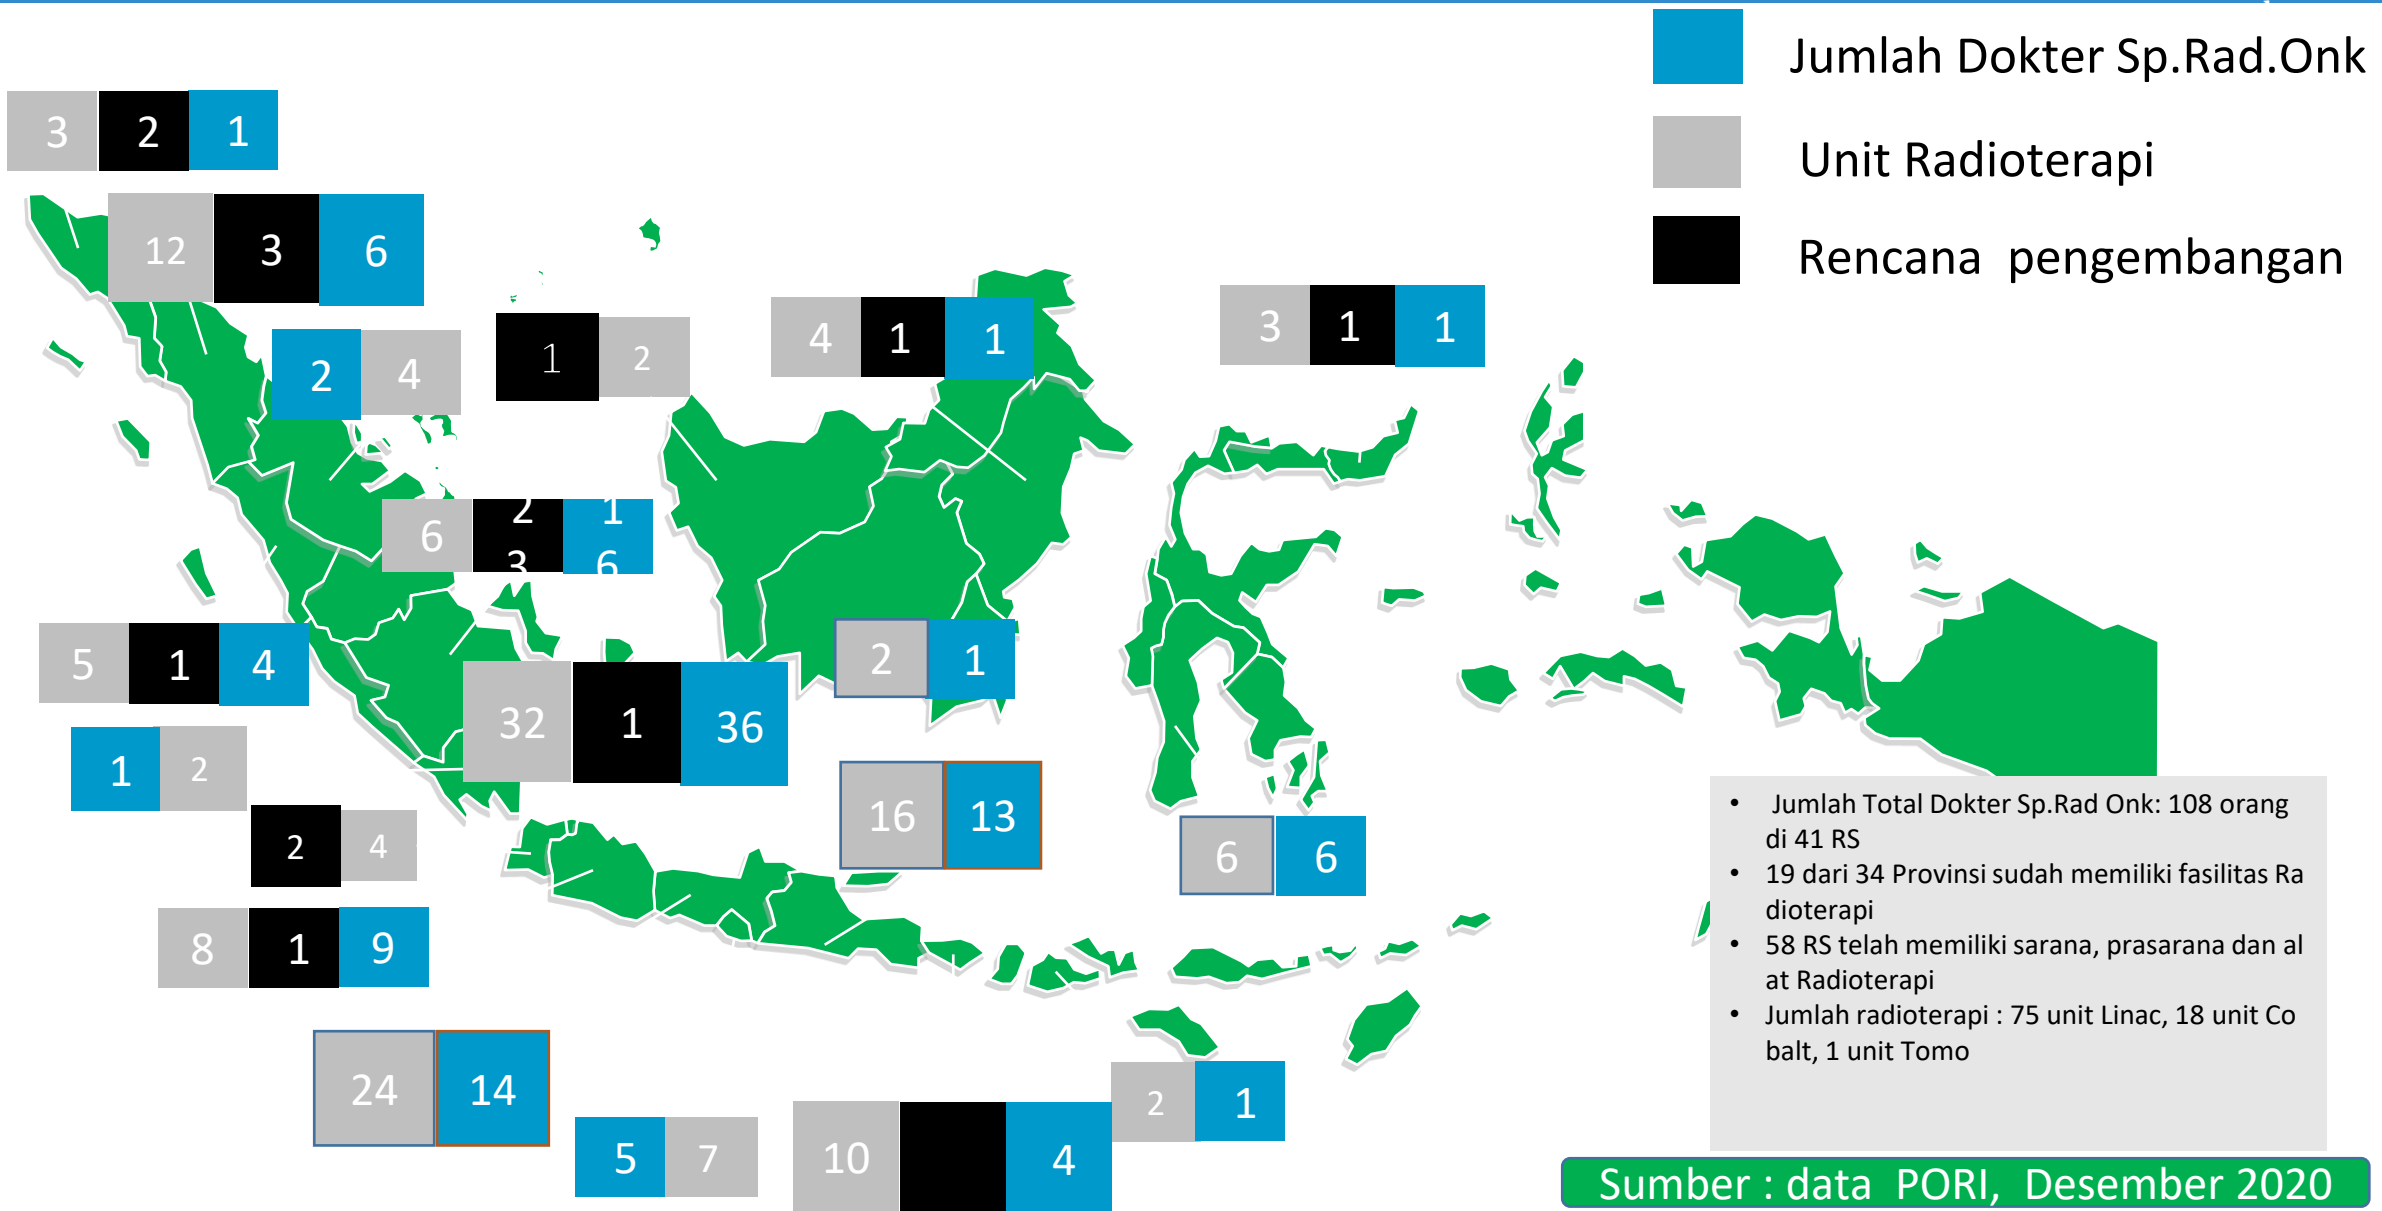 Jumlah Dokter Sp.Rad.Onk
Unit Radioterapi
Rencana pengembangan
3 2 1
12 3 6
2 4
1 2
4 1 1
3 1 1
6 2 1
3 6
5 1 4
32 1 36
2 1
1 2
16 13
2 4
6 6
8 1 9
24 14
5 7
10 4
2 1
• Jumlah Total Dokter Sp.Rad Onk: 108 orang
di 41 RS
• 19 dari 34 Provinsi sudah memiliki fasilitas Ra
dioterapi
• 58 RS telah memiliki sarana, prasarana dan al
at Radioterapi
• Jumlah radioterapi : 75 unit Linac, 18 unit Co
balt, 1 unit Tomo
Sumber : data PORI, Desember 2020